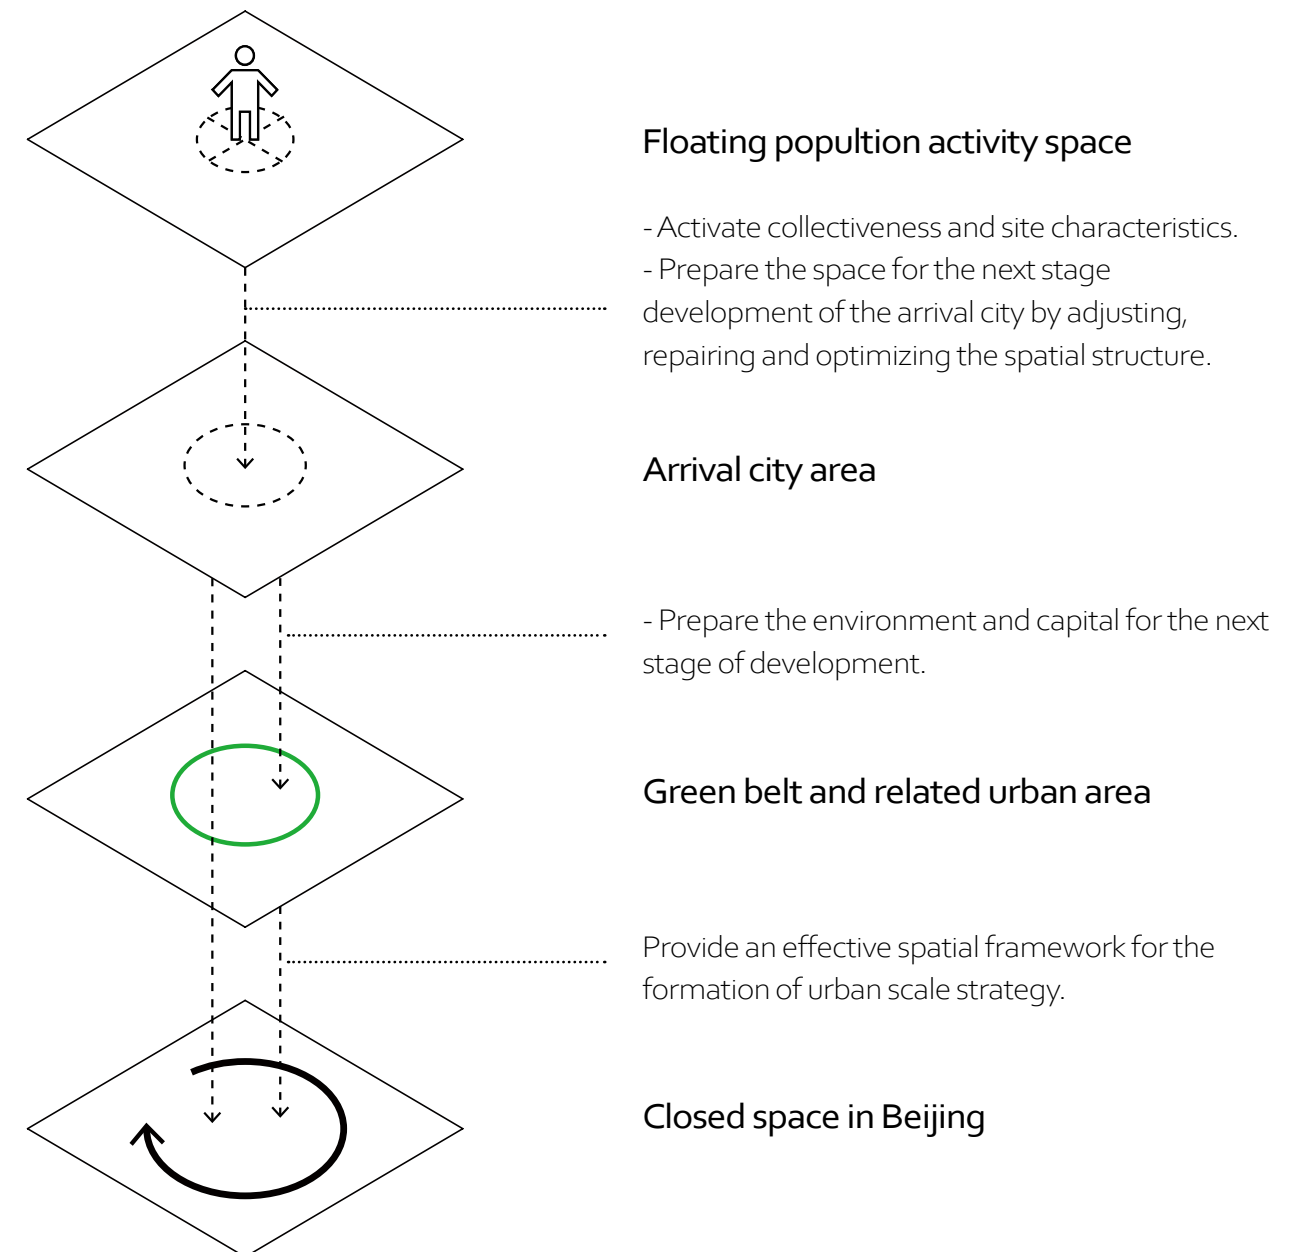 Floating popultion activity space
- Activate collectiveness and site characteristics.
- Prepare the space for the next stage
development of the arrival city by adjusting,
repairing and optimizing the spatial structure.
Arrival city area
- Prepare the environment and capital for the next
stage of development.
Green belt and related urban area
Provide an effective spatial framework for the
formation of urban scale strategy.
Closed space in Beijing